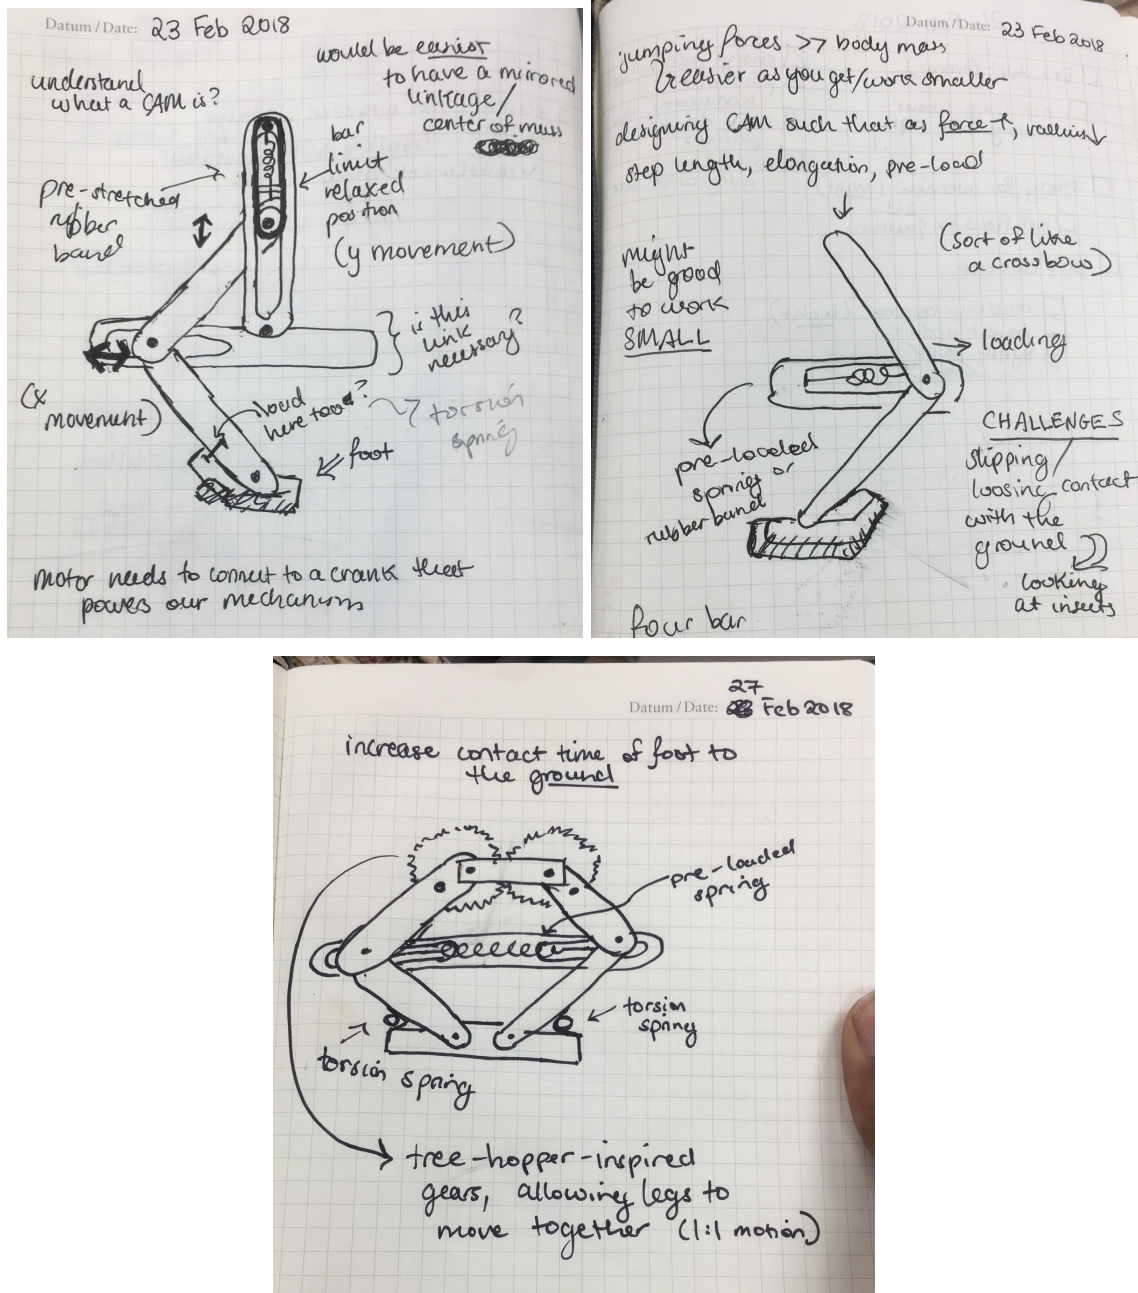 Datum / Date: 23 Feb 2018
would be easiest
to have a mirrored
linkage/
center of mass
understand
what a CAM is?
bar
limit
relaxed
position
(y movement)
pre-stretched
rubber
band
{is this
link
necessary?
(x
movement)
load
here too?
torsion
spring
foot
motor needs to connect to a crank that
powers our mechanism
Datum / Date: 23 Feb 2018
jumping forces >> body mass
easier as you get/work smaller
designing CAM such that as force ↑, radius↓
step length, elongation, pre-load
might
be good
to work
SMALL
(sort of like
a crossbow)
loading
pre-loaded
spring or
rubber band
CHALLENGES
slipping/
loosing contact
with the
ground
looking
at insects
four bar
27
Datum / Date: Feb 2018
increase contact time of foot to
the ground
pre-loaded
spring
torsion
spring
torsion spring
tree-hopper-inspired
gears, allowing legs to
move together (1:1 motion)